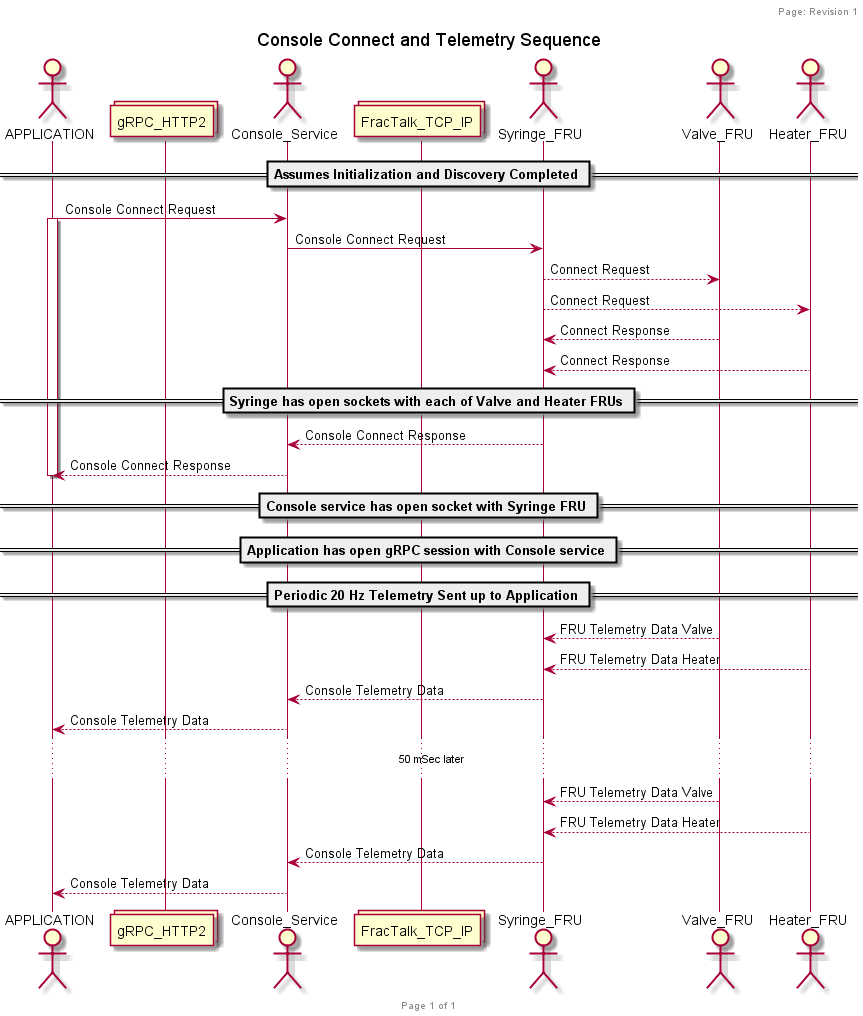 Page: Revision 1
Console Connect and Telemetry Sequence
APPLICATION
gRPC_HTTP2
Console_Service
FracTalk_TCP_IP
Syringe_FRU
Valve_FRU
Heater_FRU
Assumes Initialization and Discovery Completed
Console Connect Request
Console Connect Request
Connect Request
Connect Request
Connect Response
Connect Response
Syringe has open sockets with each of Valve and Heater FRUs
Console Connect Response
Console Connect Response
Console service has open socket with Syringe FRU
Application has open gRPC session with Console service
Periodic 20 Hz Telemetry Sent up to Application
FRU Telemetry Data Valve
FRU Telemetry Data Heater
Console Telemetry Data
Console Telemetry Data
50 mSec later
FRU Telemetry Data Valve
FRU Telemetry Data Heater
Console Telemetry Data
Console Telemetry Data
APPLICATION
gRPC_HTTP2
Console_Service
FracTalk_TCP_IP
Syringe_FRU
Valve_FRU
Heater_FRU
Page 1 of 1